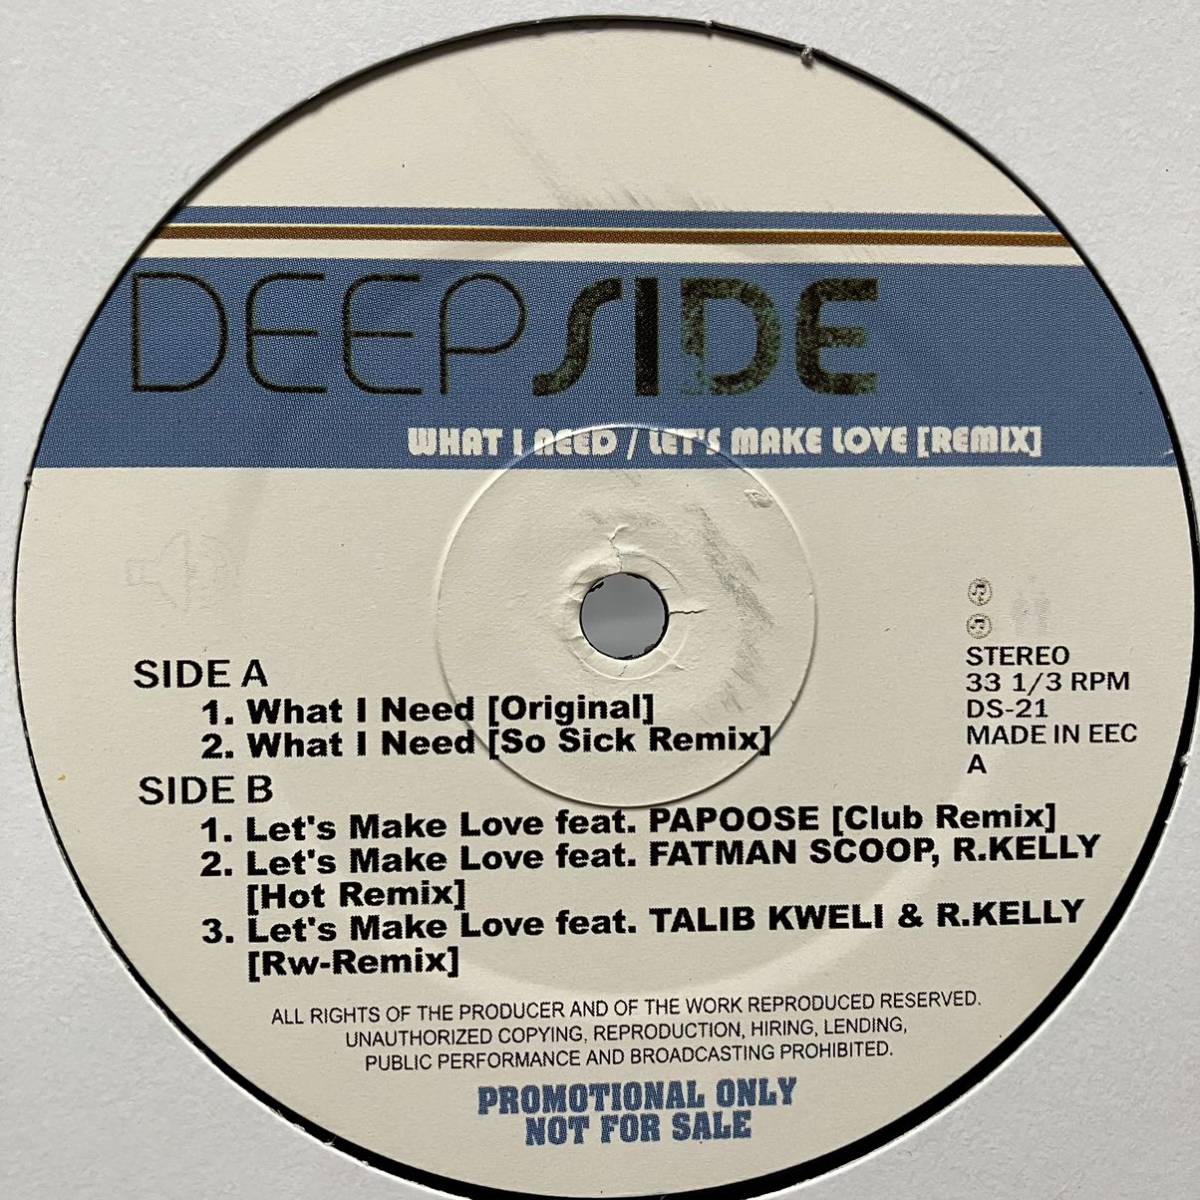 DEEPSIDE
WHAT I NEED / LET'S MAKE LOVE [REMIX]
SIDE A
1. What I Need [Original]
2. What I Need [So Sick Remix]
SIDE B
1. Let's Make Love feat. PAPOOSE [Club Remix]
2. Let's Make Love feat. FATMAN SCOOP, R.KELLY
[Hot Remix]
3. Let's Make Love feat. TALIB KWELI & R.KELLY
[Rw-Remix]
STEREO
33 1/3 RPM
DS-21
MADE IN EEC
A
ALL RIGHTS OF THE PRODUCER AND OF THE WORK REPRODUCED RESERVED.
UNAUTHORIZED COPYING, REPRODUCTION, HIRING, LENDING,
PUBLIC PERFORMANCE AND BROADCASTING PROHIBITED.
PROMOTIONAL ONLY
NOT FOR SALE